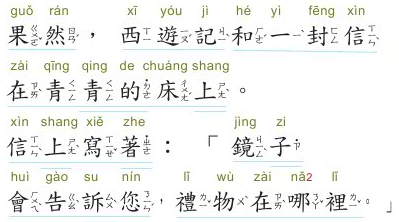 guǒ rán xī yóu jì hé yì fēng xìn
果然，西遊記和一封信
zài qīng qing de chuáng shang
在青青的床上。
xìn shang xiě zhe jìng zi
信上寫著：「鏡子
huì gào su nín lǐ wù zài nǎ2 lǐ
會告訴您，禮物在哪裡。」